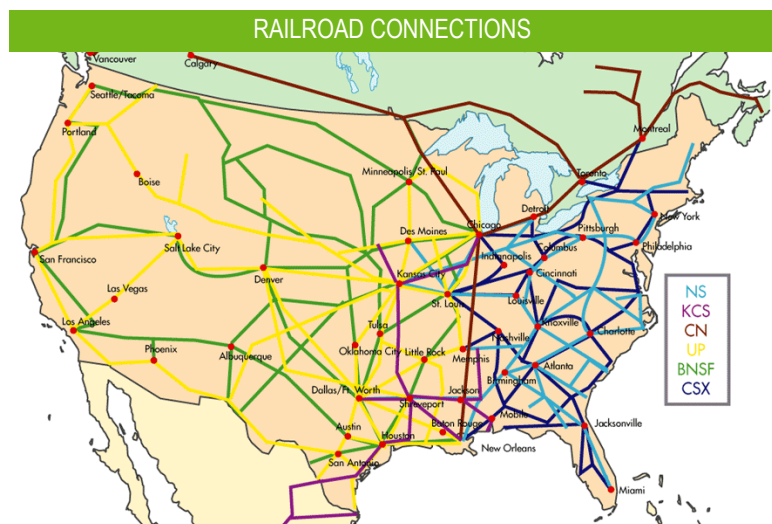 RAILROAD CONNECTIONS
Vancouver
Calgary
Seattle/Tacoma
Portland
Montreal
Boise
Minneapolis/St. Paul
Toronto
Detroit
New York
Des Moines
Chicago
Pittsburgh
Philadelphia
Salt Lake City
San Francisco
Indianapolis
Columbus
Denver
Kansas City
Cincinnati
Las Vegas
St. Louis
Louisville
NS
KCS
CN
UP
BNSF
CSX
Los Angeles
Tulsa
Knoxville
Charlotte
Nashville
Phoenix
Albuquerque
Oklahoma City
Little Rock
Memphis
Atlanta
Birmingham
Dallas/Ft. Worth
Jackson
Shreveport
Mobile
Austin
Baton Rouge
Jacksonville
Houston
New Orleans
San Antonio
Miami